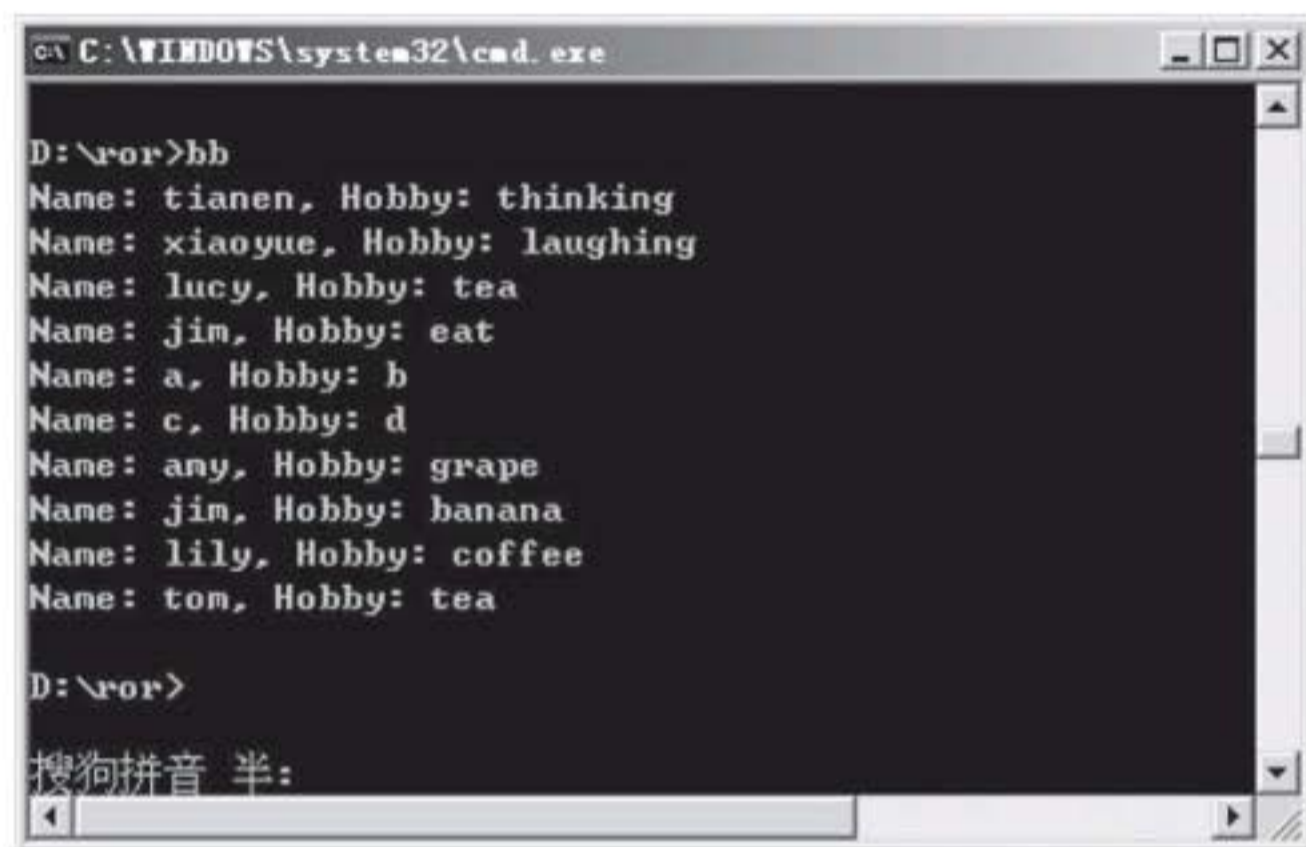 C:\WINDOWS\system32\cmd.exe
D:\ror>bb
Name: tianen, Hobby: thinking
Name: xiaoyue, Hobby: laughing
Name: lucy, Hobby: tea
Name: jim, Hobby: eat
Name: a, Hobby: b
Name: c, Hobby: d
Name: amy, Hobby: grape
Name: jim, Hobby: banana
Name: lily, Hobby: coffee
Name: tom, Hobby: tea
D:\ror>
搜狗拼音 半: